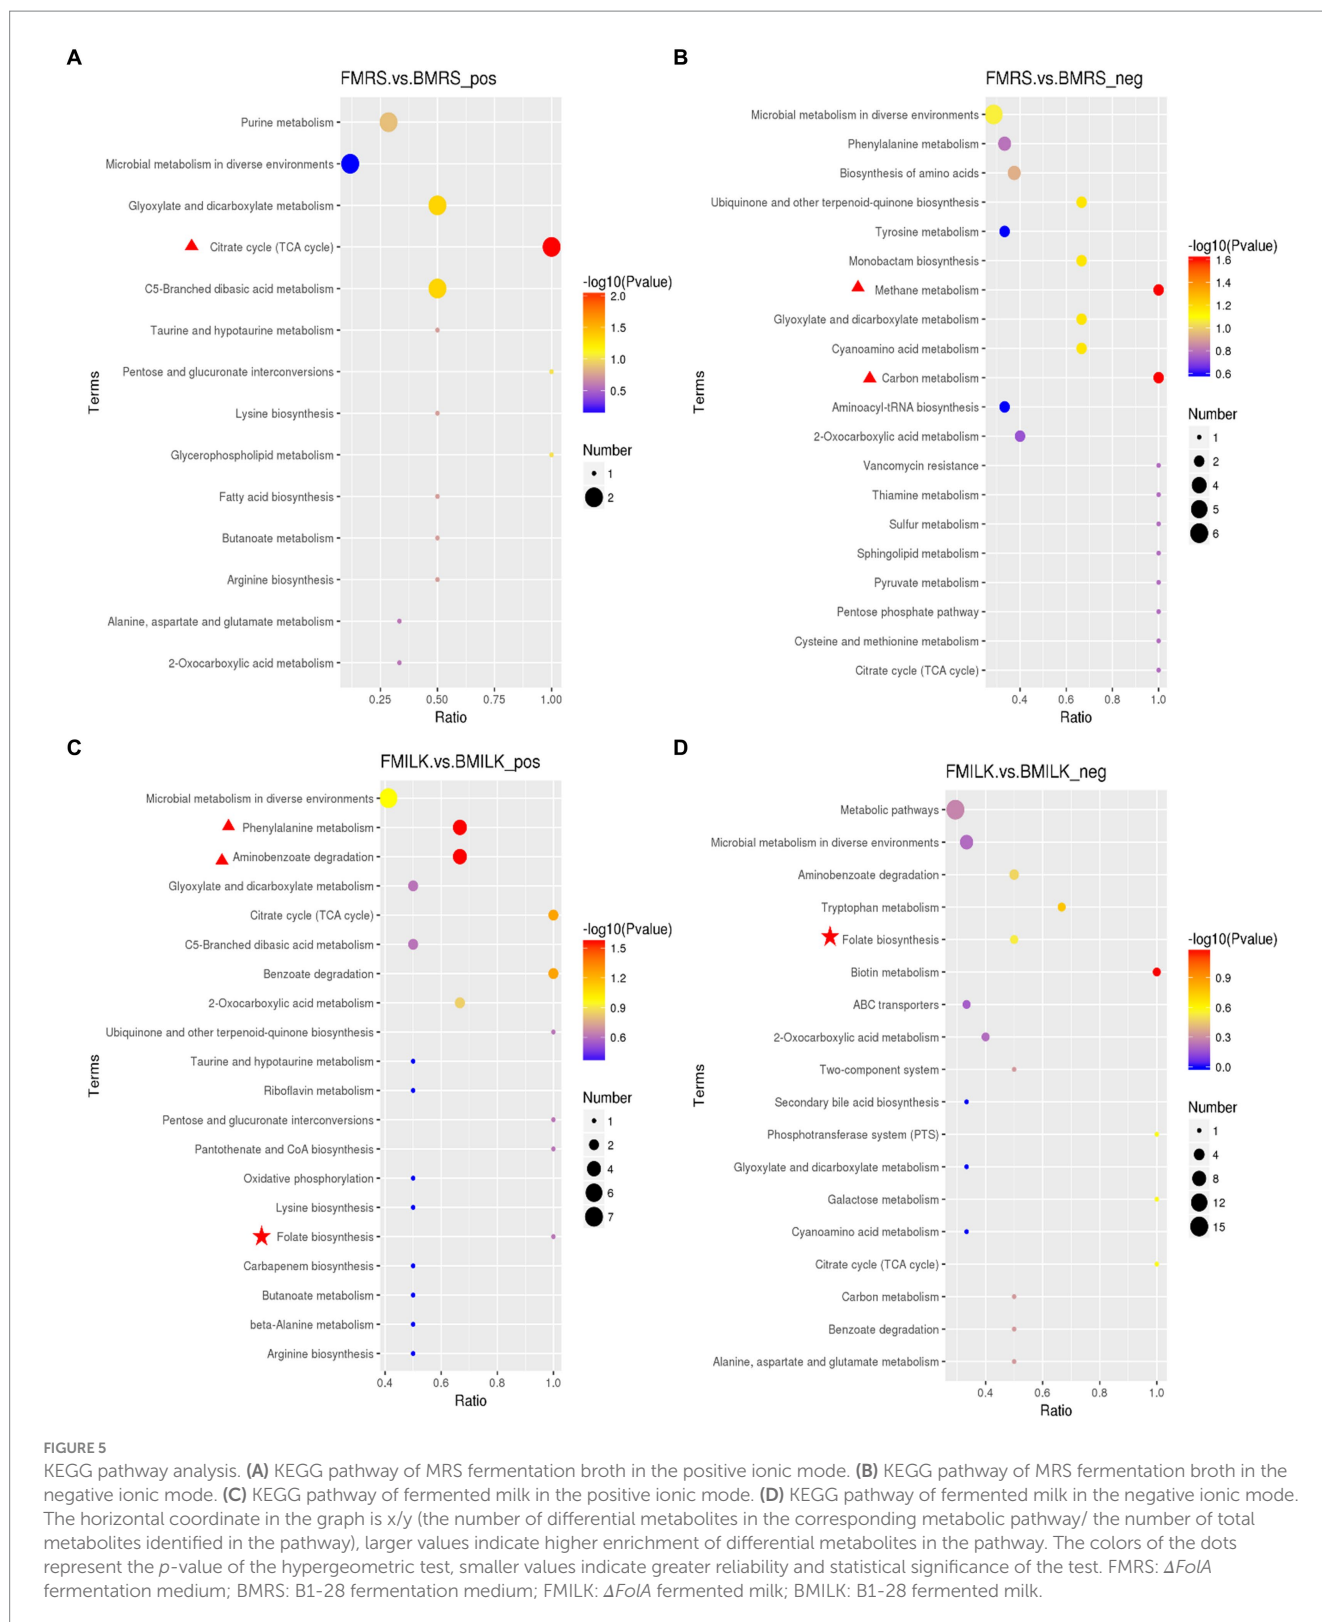 A
FMRS.vs.BMRS_pos
Purine metabolism
Microbial metabolism in diverse environments
Glyoxylate and dicarboxylate metabolism
Citrate cycle (TCA cycle)
C5-Branched dibasic acid metabolism
Taurine and hypotaurine metabolism
Pentose and glucuronate interconversions
Lysine biosynthesis
Glycerophospholipid metabolism
Fatty acid biosynthesis
Butanoate metabolism
Arginine biosynthesis
Alanine, aspartate and glutamate metabolism
2-Oxocarboxylic acid metabolism
Terms
0.25 0.50 0.75 1.00
Ratio
-log10(Pvalue)
2.0
1.5
1.0
0.5
Number
1
2
B
FMRS.vs.BMRS_neg
Microbial metabolism in diverse environments
Phenylalanine metabolism
Biosynthesis of amino acids
Ubiquinone and other terpenoid-quinone biosynthesis
Tyrosine metabolism
Monobactam biosynthesis
Methane metabolism
Glyoxylate and dicarboxylate metabolism
Cyanoamino acid metabolism
Carbon metabolism
Aminoacyl-tRNA biosynthesis
2-Oxocarboxylic acid metabolism
Vancomycin resistance
Thiamine metabolism
Sulfur metabolism
Sphingolipid metabolism
Pyruvate metabolism
Pentose phosphate pathway
Cysteine and methionine metabolism
Citrate cycle (TCA cycle)
Terms
0.4 0.6 0.8 1.0
Ratio
-log10(Pvalue)
1.6
1.4
1.2
1.0
0.8
0.6
Number
1
2
4
5
6
C
FMILK.vs.BMILK_pos
Microbial metabolism in diverse environments
Phenylalanine metabolism
Aminobenzoate degradation
Glyoxylate and dicarboxylate metabolism
Citrate cycle (TCA cycle)
C5-Branched dibasic acid metabolism
Benzoate degradation
2-Oxocarboxylic acid metabolism
Ubiquinone and other terpenoid-quinone biosynthesis
Taurine and hypotaurine metabolism
Riboflavin metabolism
Pentose and glucuronate interconversions
Pantothenate and CoA biosynthesis
Oxidative phosphorylation
Lysine biosynthesis
Folate biosynthesis
Carbapenem biosynthesis
Butanoate metabolism
beta-Alanine metabolism
Arginine biosynthesis
Terms
0.4 0.6 0.8 1.0
Ratio
-log10(Pvalue)
1.5
1.2
0.9
0.6
Number
1
2
4
6
7
D
FMILK.vs.BMILK_neg
Metabolic pathways
Microbial metabolism in diverse environments
Aminobenzoate degradation
Tryptophan metabolism
Folate biosynthesis
Biotin metabolism
ABC transporters
2-Oxocarboxylic acid metabolism
Two-component system
Secondary bile acid biosynthesis
Phosphotransferase system (PTS)
Glyoxylate and dicarboxylate metabolism
Galactose metabolism
Cyanoamino acid metabolism
Citrate cycle (TCA cycle)
Carbon metabolism
Benzoate degradation
Alanine, aspartate and glutamate metabolism
Terms
0.4 0.6 0.8 1.0
Ratio
-log10(Pvalue)
0.9
0.6
0.3
0.0
Number
1
4
8
12
15
FIGURE 5
KEGG pathway analysis. (A) KEGG pathway of MRS fermentation broth in the positive ionic mode. (B) KEGG pathway of MRS fermentation broth in the
negative ionic mode. (C) KEGG pathway of fermented milk in the positive ionic mode. (D) KEGG pathway of fermented milk in the negative ionic mode.
The horizontal coordinate in the graph is x/y (the number of differential metabolites in the corresponding metabolic pathway/ the number of total
metabolites identified in the pathway), larger values indicate higher enrichment of differential metabolites in the pathway. The colors of the dots
represent the p-value of the hypergeometric test, smaller values indicate greater reliability and statistical significance of the test. FMRS: ΔFolA
fermentation medium; BMRS: B1-28 fermentation medium; FMILK: ΔFolA fermented milk; BMILK: B1-28 fermented milk.